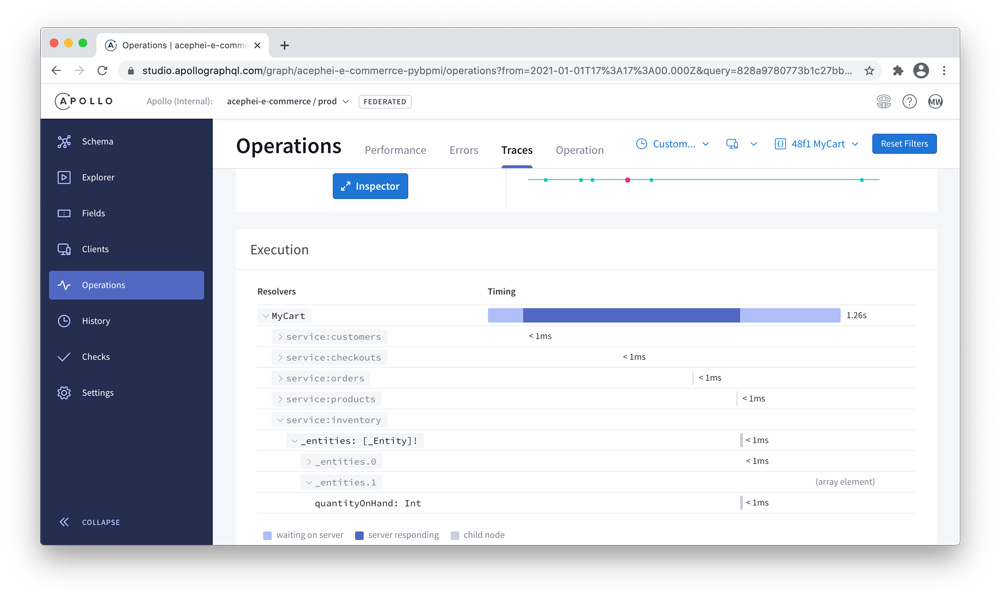 Operations | acephei-e-comm
studio.apollographql.com/graph/acephei-e-commerrce-pybpmi/operations?from=2021-01-01T17%3A17%3A00.000Z&query=828a9780773b1c27bb...
APOLLO
Apollo (Internal):
acephei-e-commerce / prod
FEDERATED
MW
Schema
Explorer
Fields
Clients
Operations
History
Checks
Settings
COLLAPSE
Operations
Performance
Errors
Traces
Operation
Custom...
48f1 MyCart
Reset Filters
Inspector
Execution
Resolvers
Timing
MyCart
1.26s
service:customers
< 1ms
service:checkouts
< 1ms
service:orders
< 1ms
service:products
< 1ms
service:inventory
_entities: [_Entity]!
< 1ms
_entities.0
< 1ms
_entities.1
(array element)
quantityOnHand: Int
< 1ms
waiting on server
server responding
child node